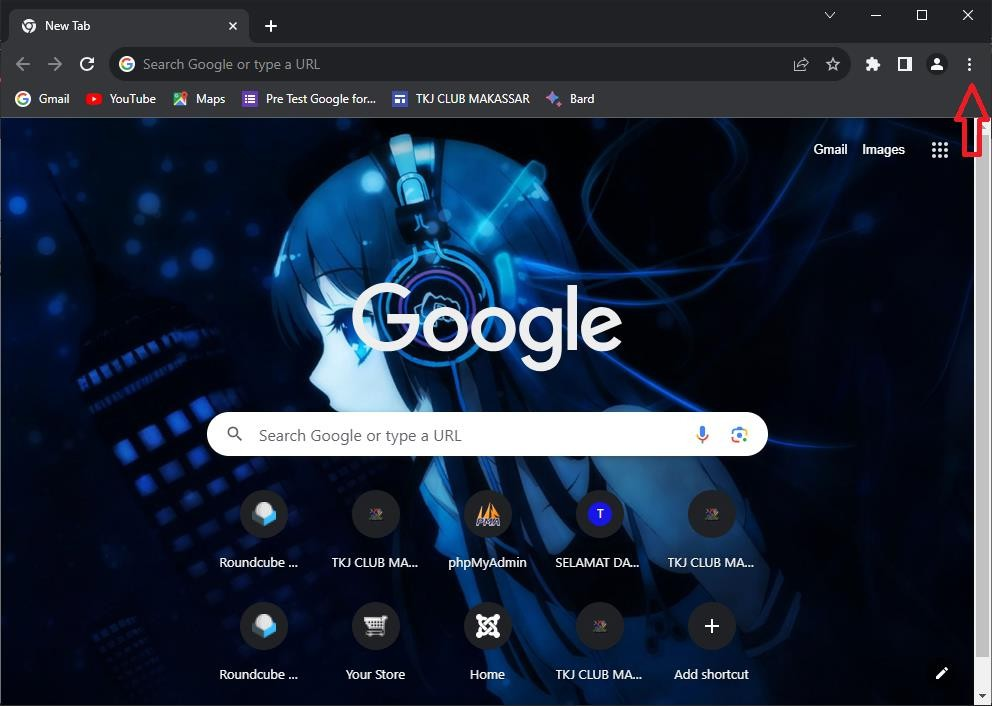 New Tab
Search Google or type a URL
Gmail YouTube Maps Pre Test Google for... TKJ CLUB MAKASSAR Bard
Gmail Images
Google
Search Google or type a URL
PMA T
Roundcube ... TKJ CLUB MA... phpMyAdmin SELAMAT DA... TKJ CLUB MA...
Roundcube ... Your Store Home TKJ CLUB MA... Add shortcut